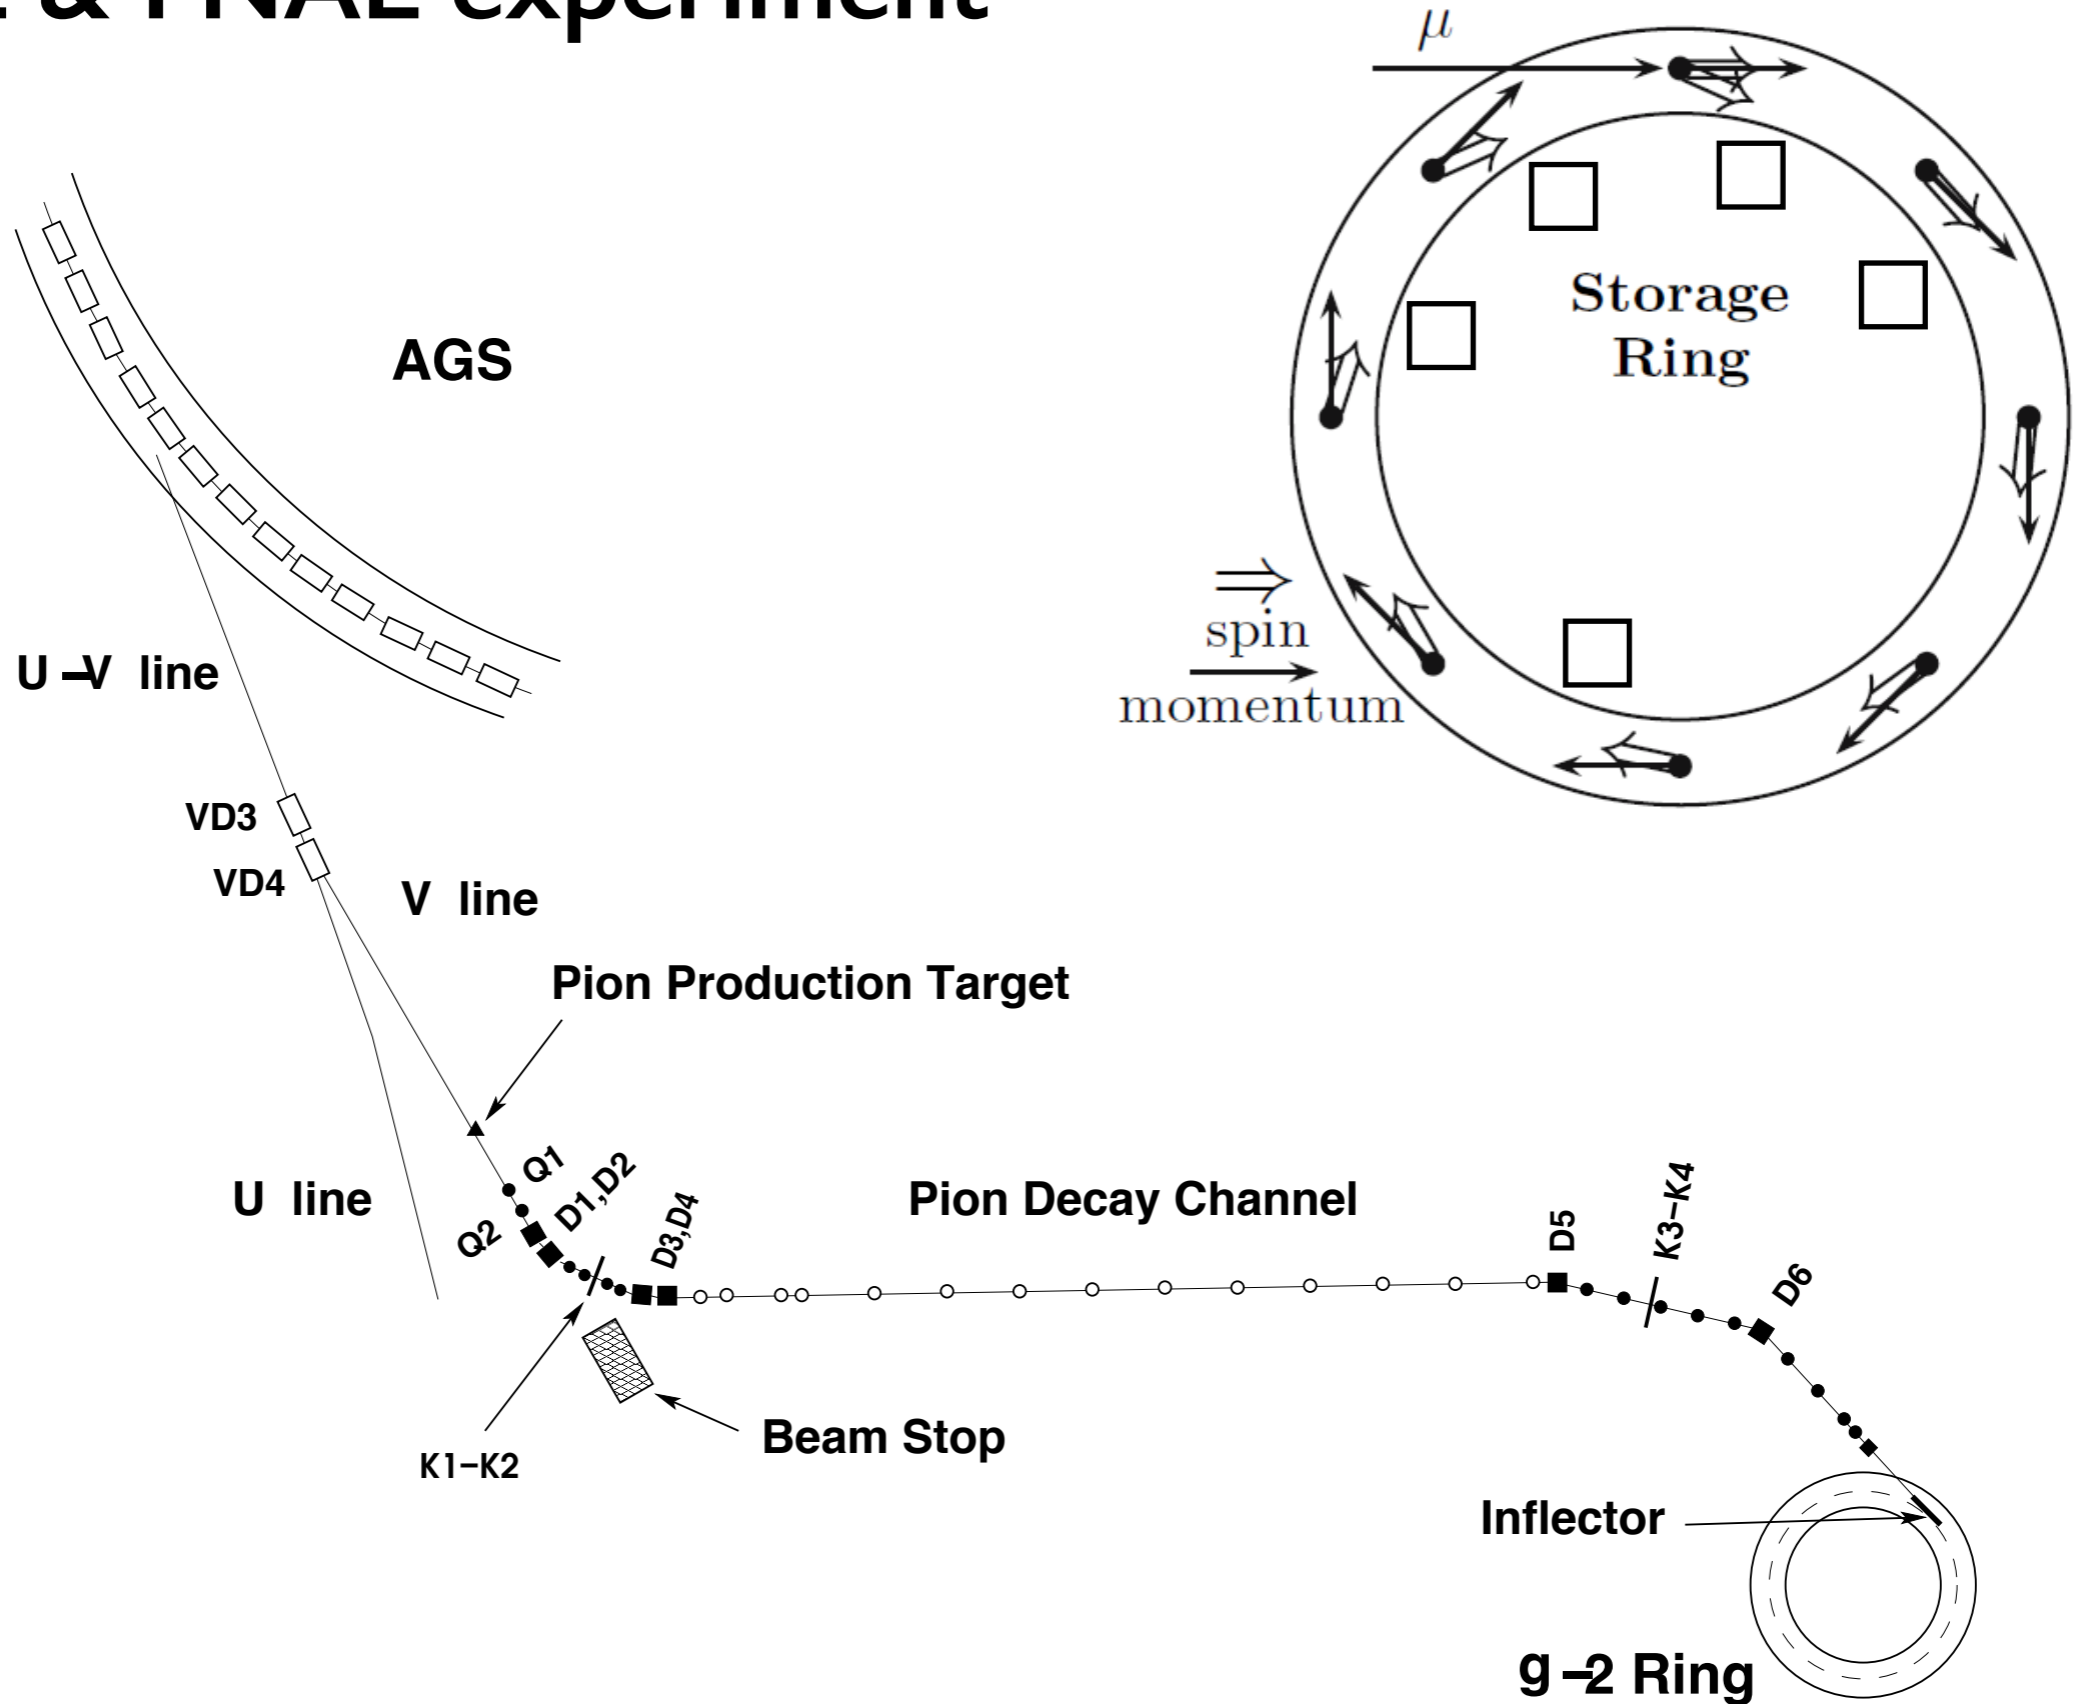 & FNAL experiment
μ
Storage
Ring
AGS
⇒
spin
momentum
U–V line
VD3
VD4
V line
Pion Production Target
Q1
D1,D2
Q2
D3,D4
U line
Pion Decay Channel
D5
K3–K4
D6
K1–K2
Beam Stop
Inflector
g–2 Ring